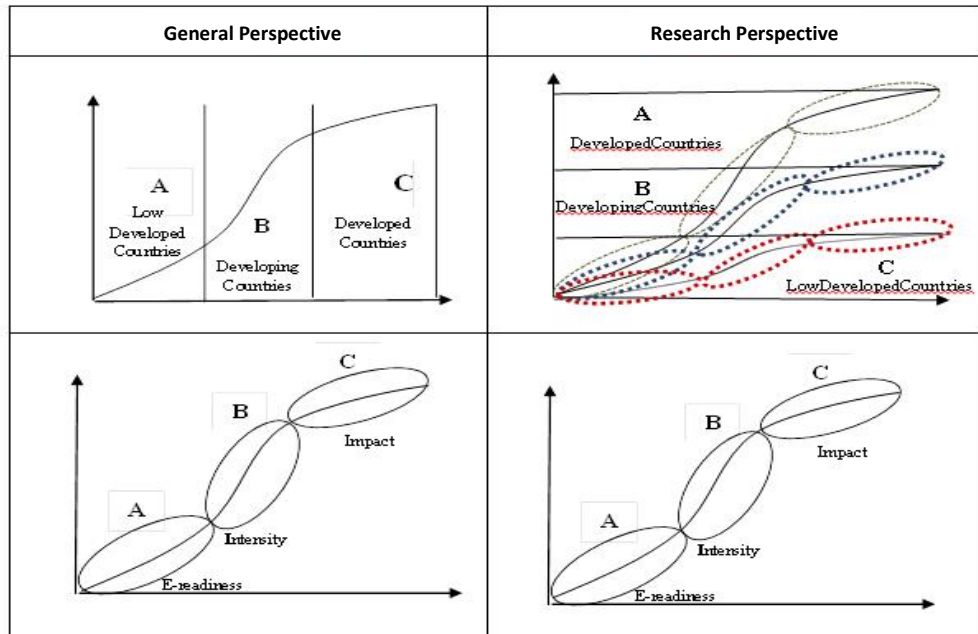 General Perspective
Research Perspective
A
Low
Developed
Countries
B
Developing
Countries
C
Developed
Countries
A
DevelopedCountries
B
DevelopingCountries
C
LowDevelopedCountries
A
E-readiness
B
Intensity
C
Impact
A
E-readiness
B
Intensity
C
Impact